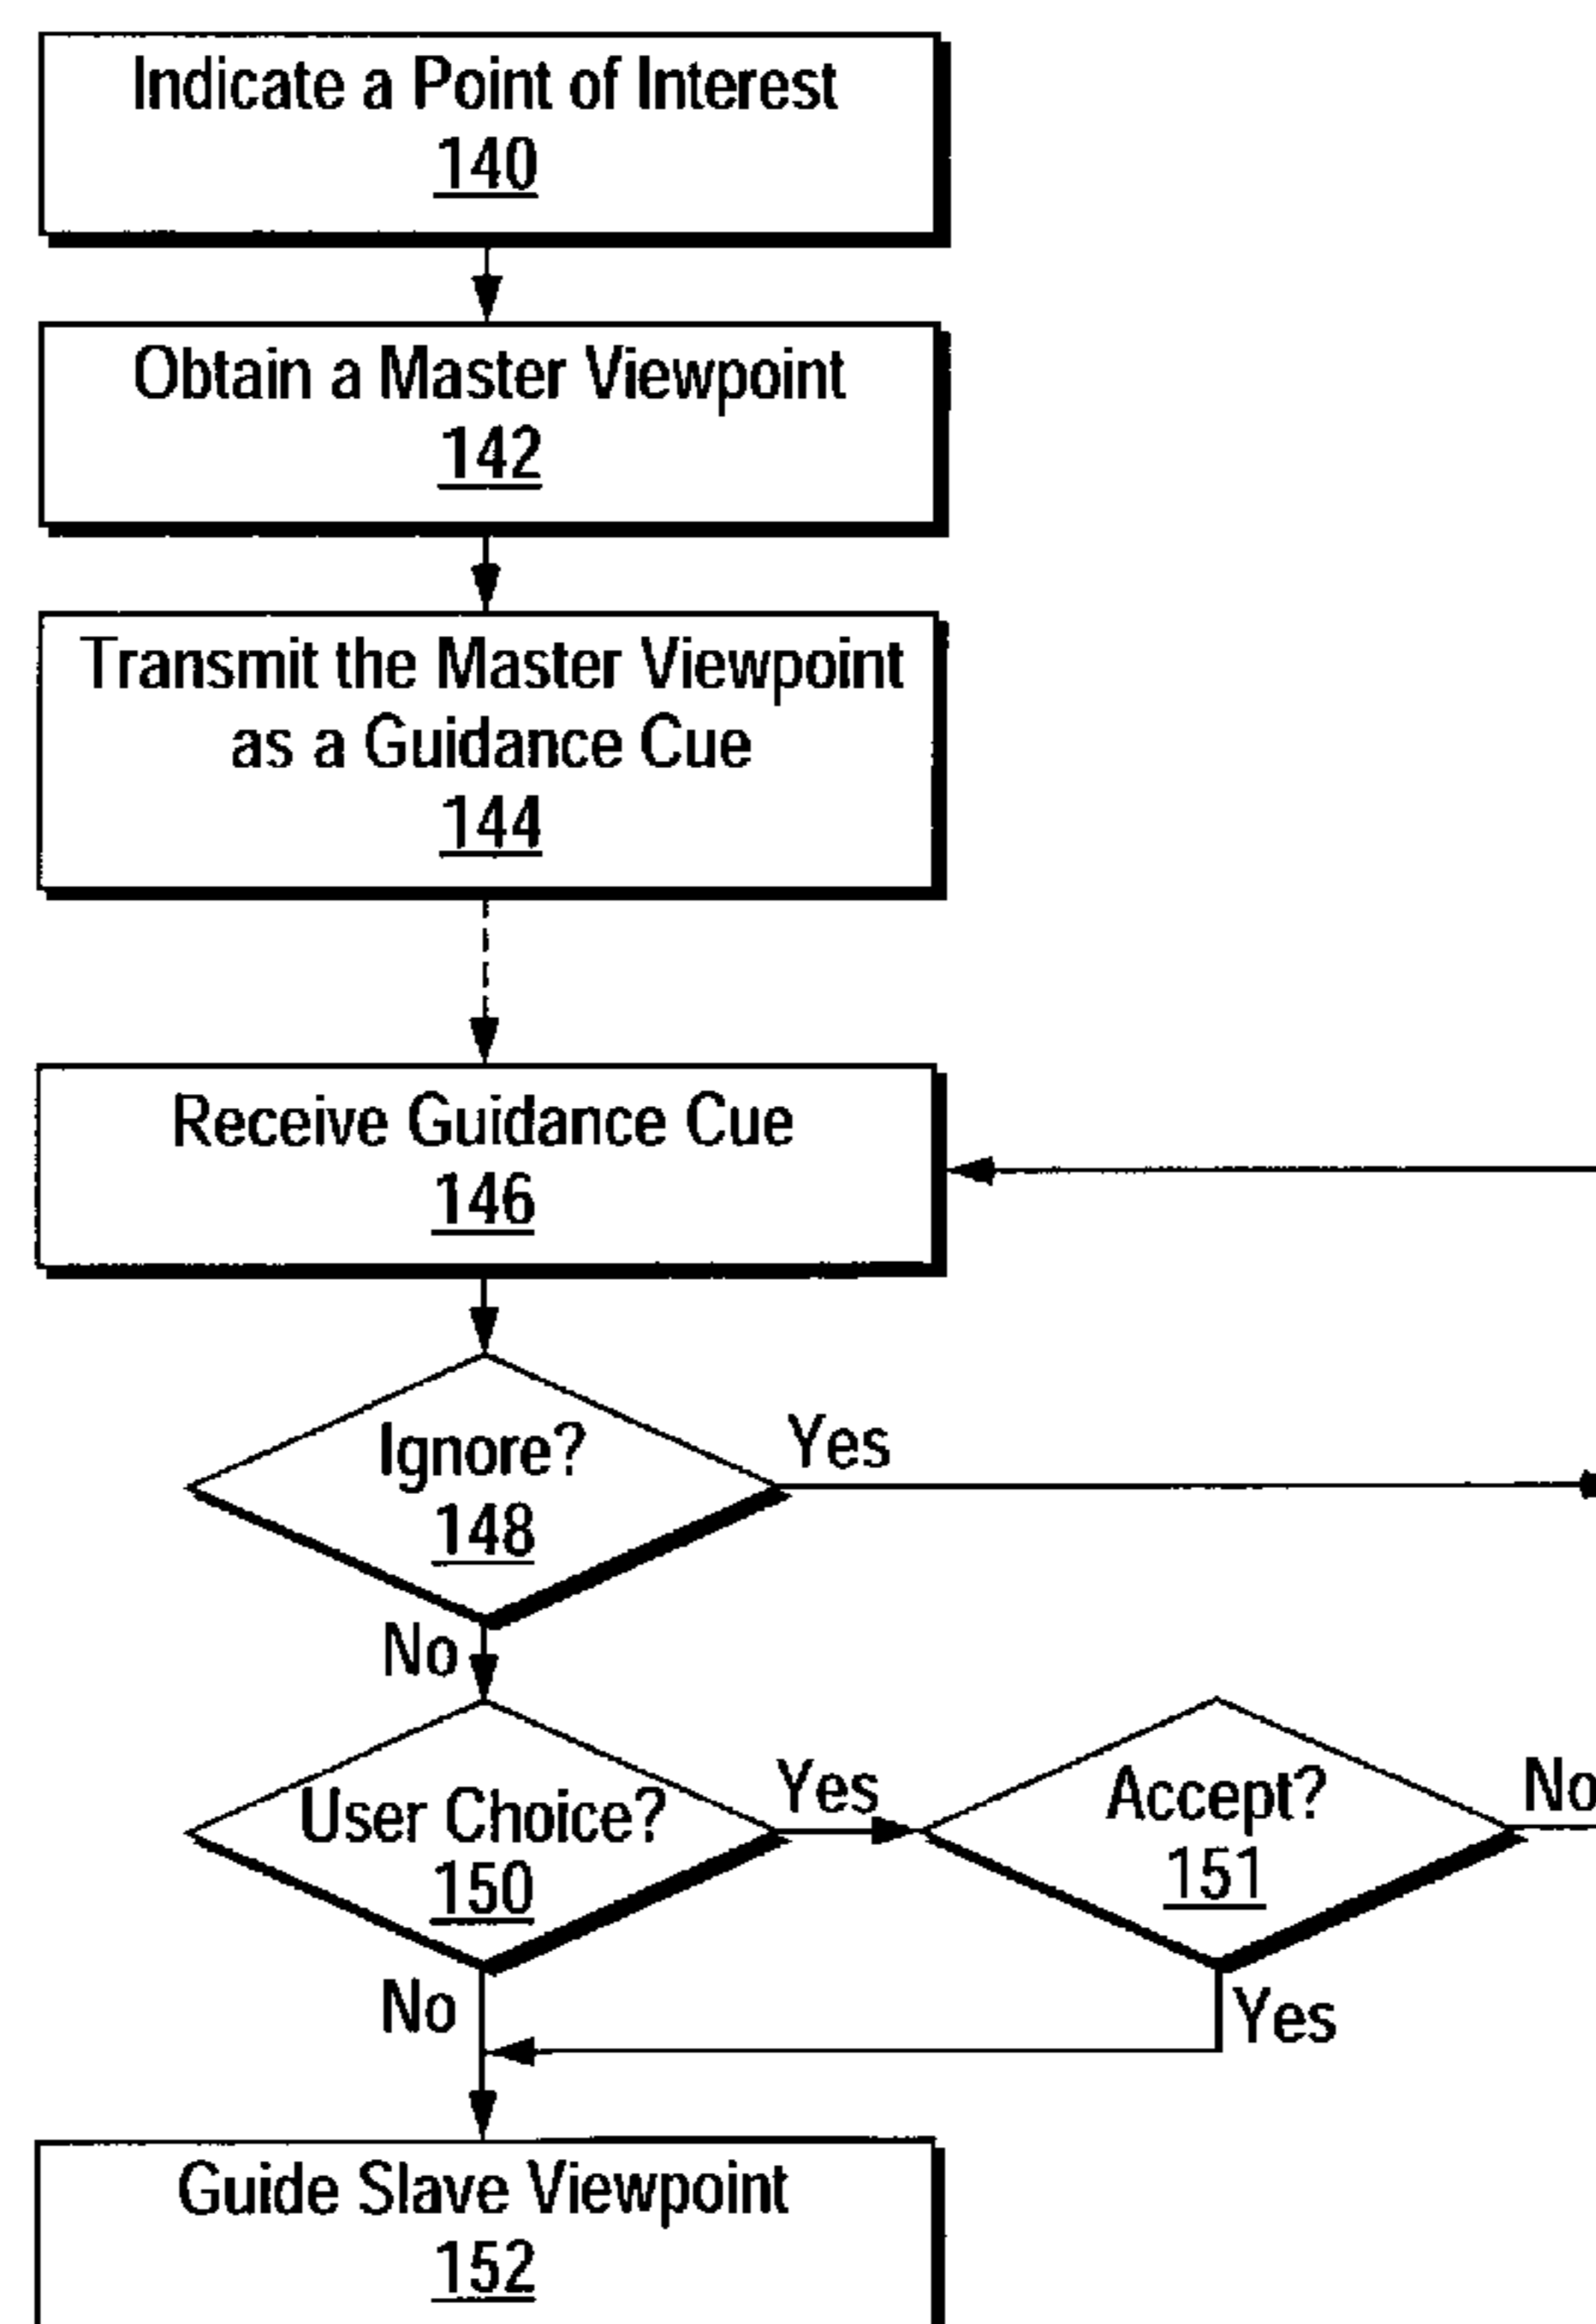 Indicate a Point of Interest
140
Obtain a Master Viewpoint
142
Transmit the Master Viewpoint
as a Guidance Cue
144
Receive Guidance Cue
146
Ignore?
148
Yes
No
User Choice?
150
Yes
Accept?
151
No
No
Yes
Guide Slave Viewpoint
152